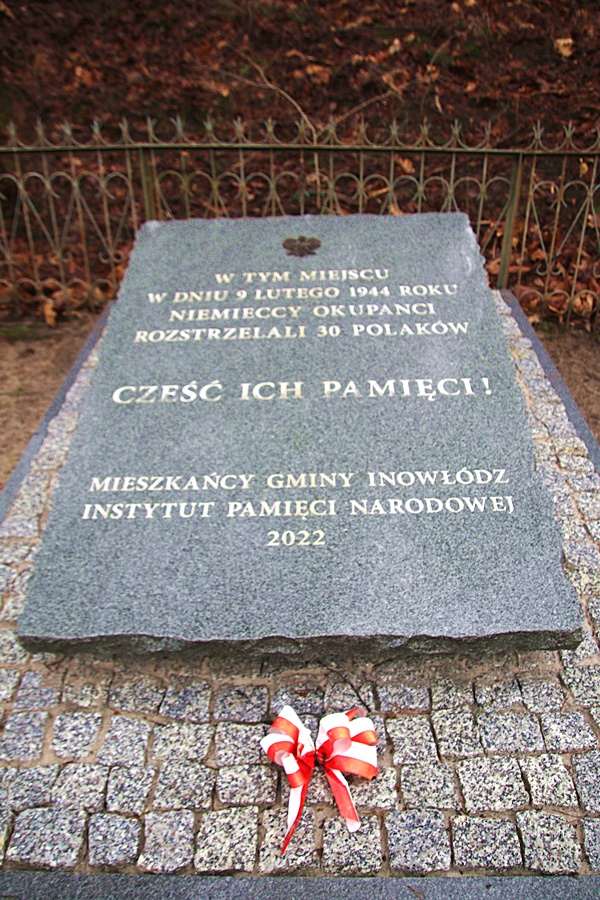 W TYM MIEJSCU
W DNIU 9 LUTEGO 1944 ROKU
NIEMIECCY OKUPANCI
ROZSTRZELALI 30 POLAKÓW
CZEŚĆ ICH PAMIĘCI!
MIESZKAŃCY GMINY INOWŁÓDZ
INSTYTUT PAMIĘCI NARODOWEJ
2022